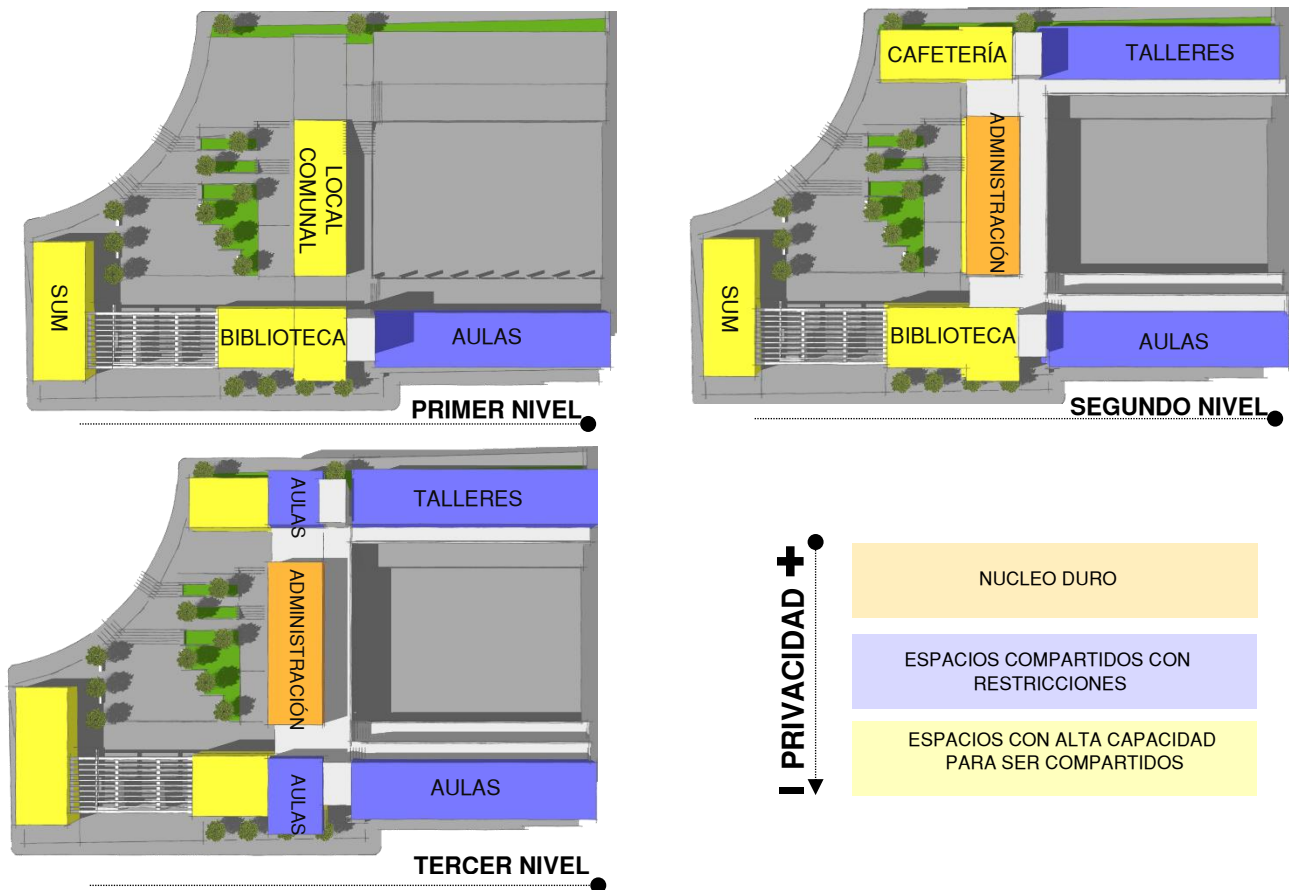 LOCAL
COMUNAL
SUM
BIBLIOTECA
AULAS
PRIMER NIVEL
CAFETERÍA
TALLERES
ADMINISTRACIÓN
SUM
BIBLIOTECA
AULAS
SEGUNDO NIVEL
AULAS
TALLERES
ADMINISTRACIÓN
AULAS
AULAS
TERCER NIVEL
− PRIVACIDAD +
NUCLEO DURO
ESPACIOS COMPARTIDOS CON
RESTRICCIONES
ESPACIOS CON ALTA CAPACIDAD
PARA SER COMPARTIDOS